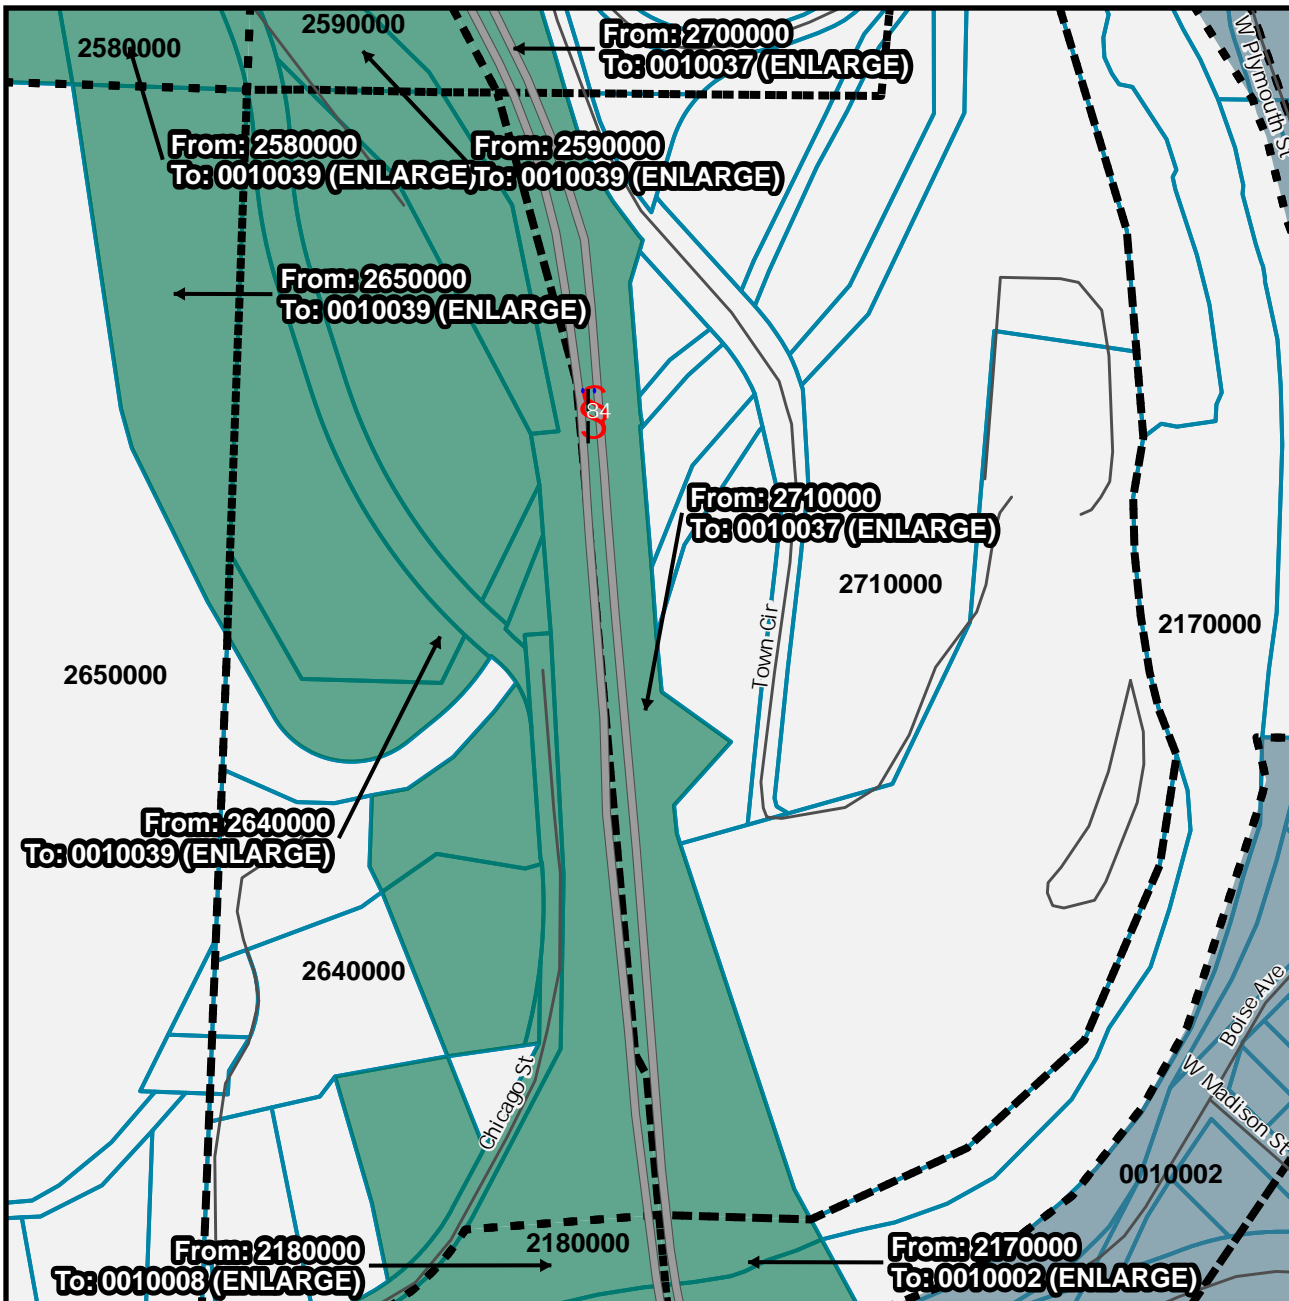 2580000
2590000
From: 2700000
To: 0010037 (ENLARGE)
W Plymouth St
From: 2580000
To: 0010039 (ENLARGE)
From: 2590000
To: 0010039 (ENLARGE)
From: 2650000
To: 0010039 (ENLARGE)
84
From: 2710000
To: 0010037 (ENLARGE)
2710000
2170000
Town Cir
2650000
From: 2640000
To: 0010039 (ENLARGE)
2640000
Boise Ave
W Madison St
Chicago St
0010002
2180000
From: 2180000
To: 0010008 (ENLARGE)
From: 2170000
To: 0010002 (ENLARGE)